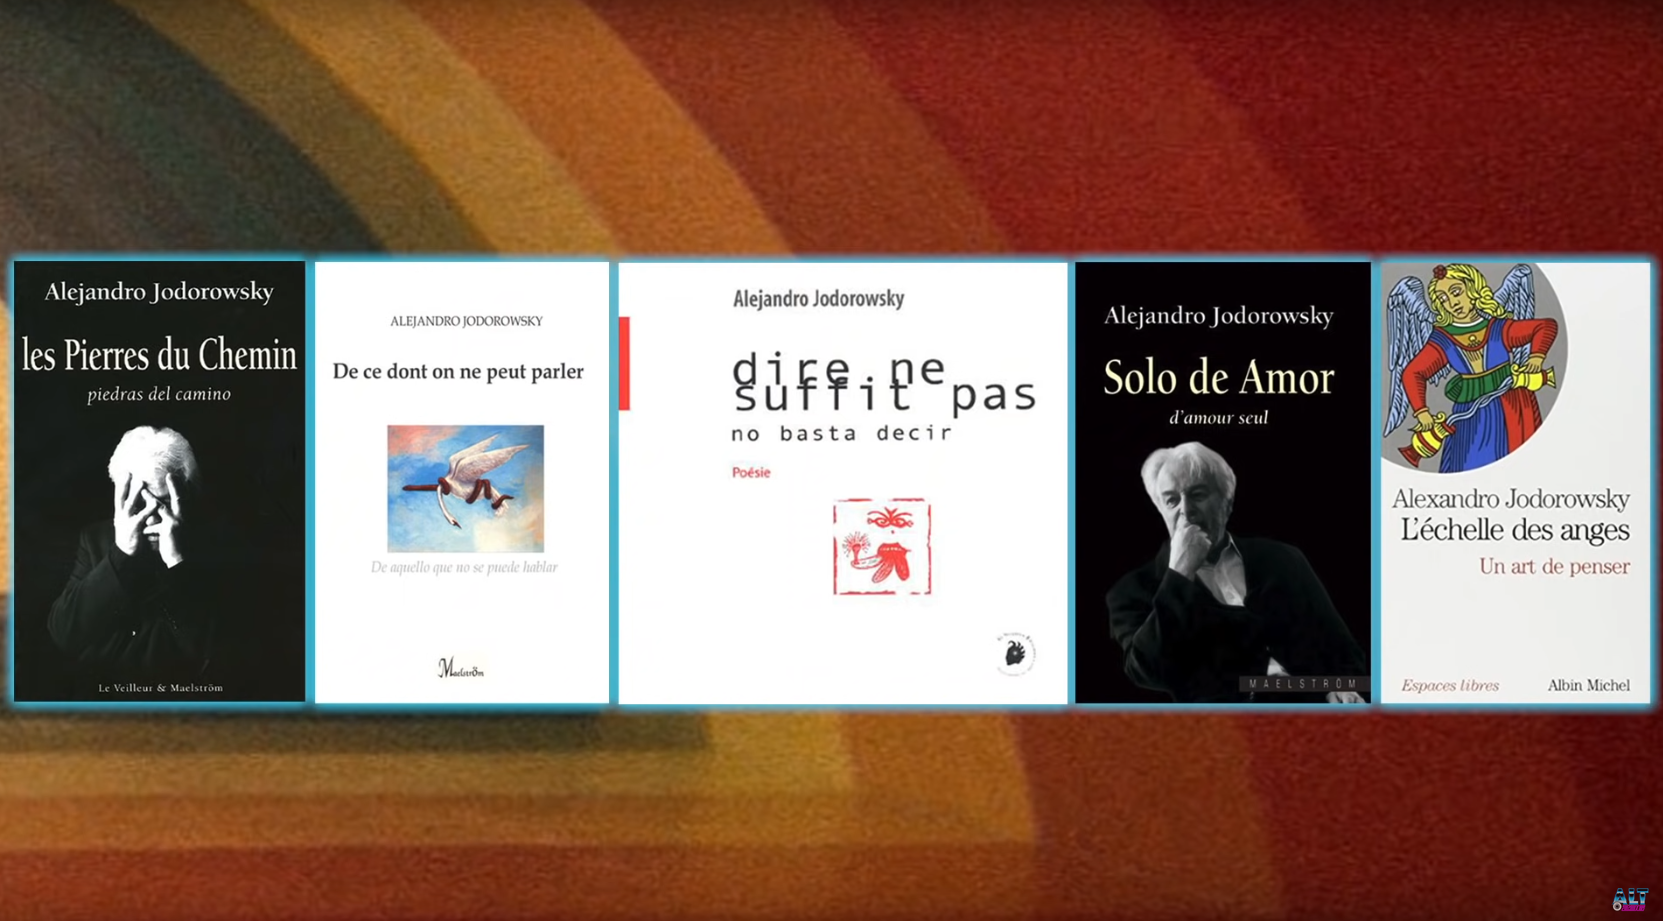 Alejandro Jodorowsky
les Pierres du Chemin
piedras del camino
Le Veilleur & Maelström
ALEJANDRO JODOROWSKY
De ce dont on ne peut parler
De aquello que no se puede hablar
Maelström
Alejandro Jodorowsky
dire ne
suffit pas
no basta decir
Poésie
Alejandro Jodorowsky
Solo de Amor
d'amour seul
MAELSTRÖM
Alexandro Jodorowsky
L'échelle des anges
Un art de penser
Espaces libres
Albin Michel
ALT